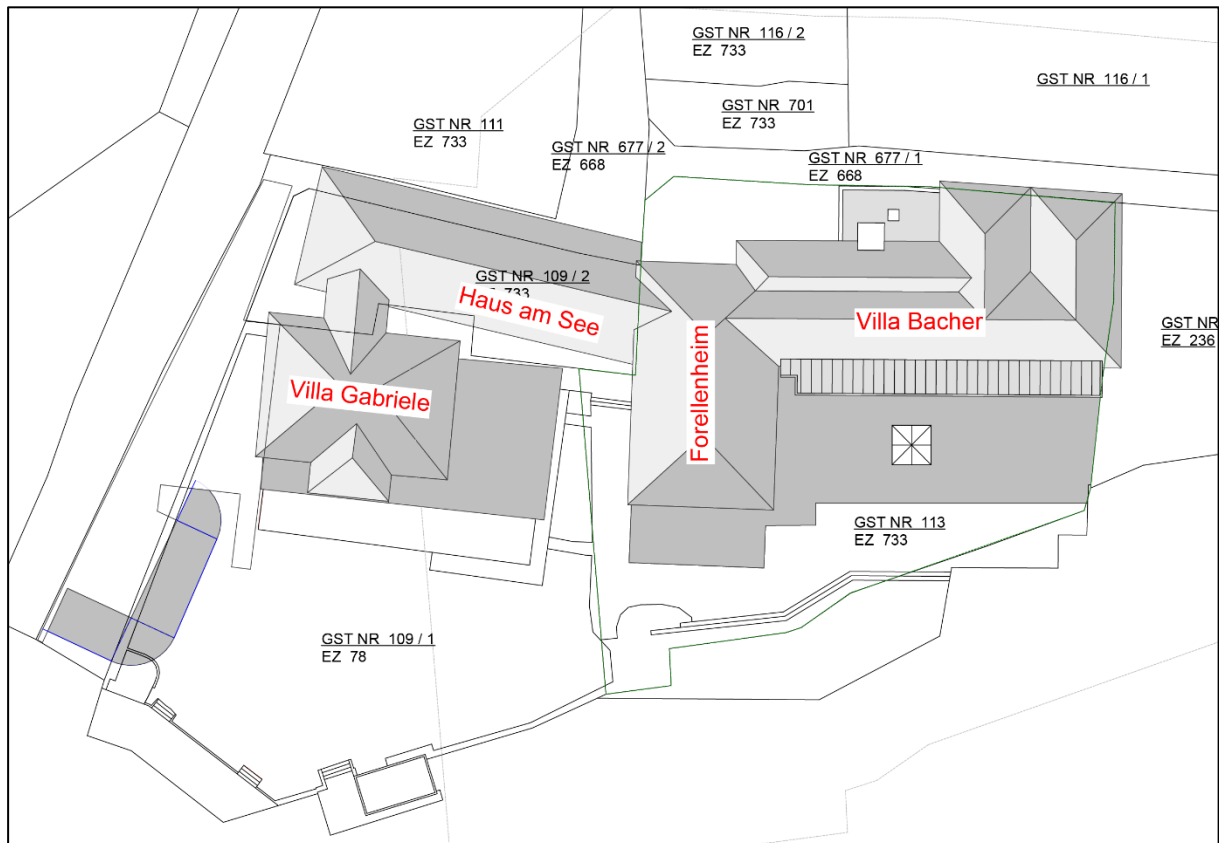 GST NR 116 / 2
EZ 733
GST NR 116 / 1
GST NR 701
EZ 733
GST NR 111
EZ 733
GST NR 677 / 2
EZ 668
GST NR 677 / 1
EZ 668
GST NR 109 / 2
733
Haus am See
Villa Bacher
Forellenheim
GST NR
EZ 236
Villa Gabriele
GST NR 113
EZ 733
GST NR 109 / 1
EZ 78